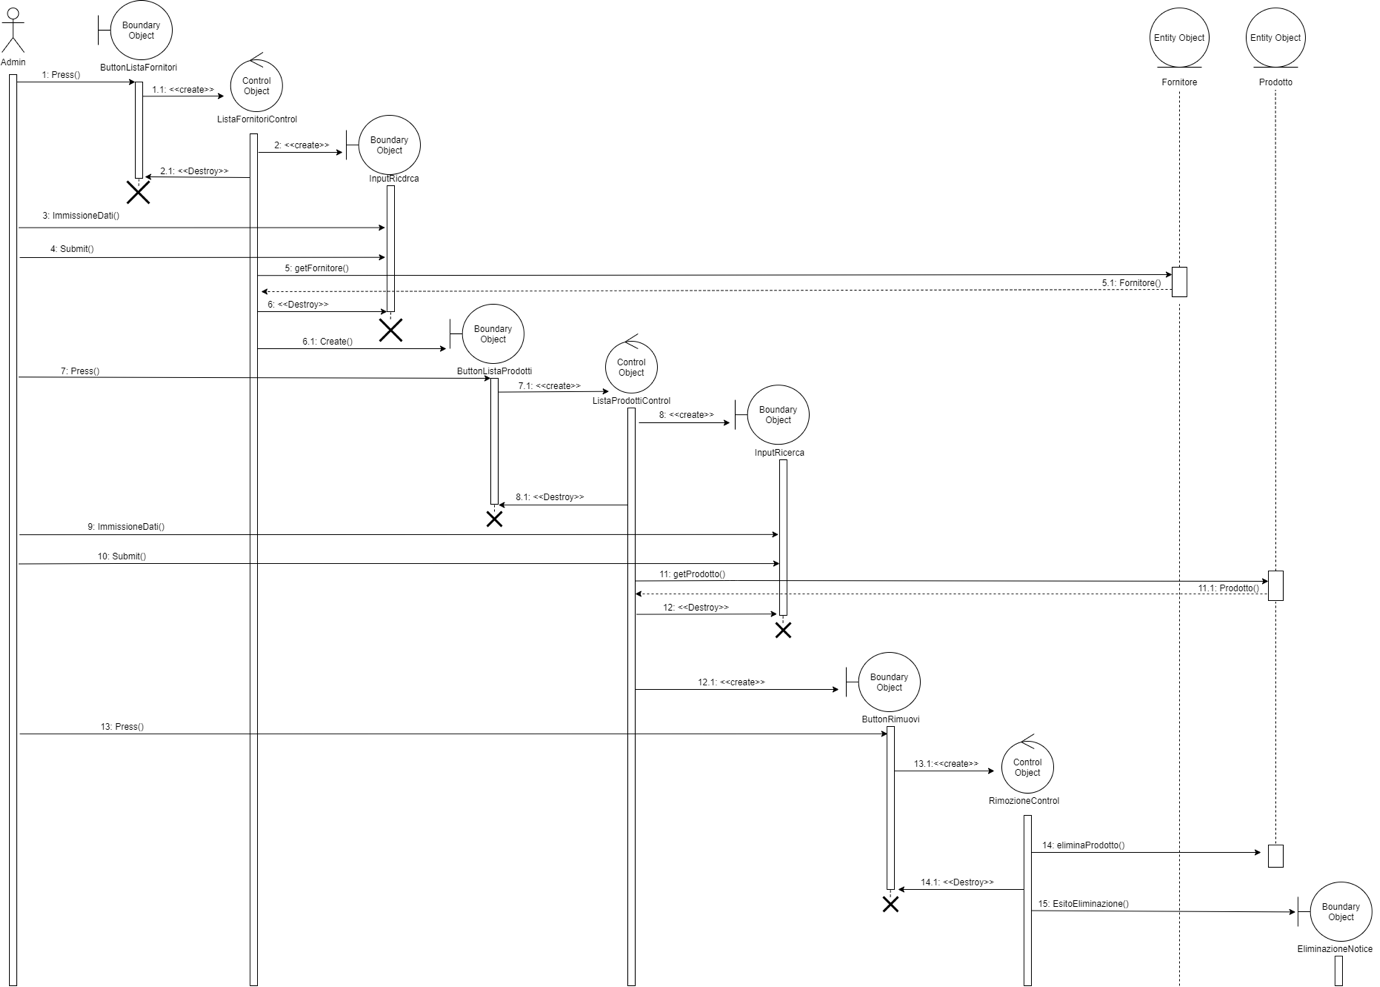 Boundary
Object
Entity Object
Entity Object
Admin
ButtonListaFornitori
1: Press()
1.1: <<create>>
Control
Object
Fornitore
Prodotto
ListaFornitoriControl
2: <<create>>
Boundary
Object
2.1: <<Destroy>>
InputRicdrca
3: ImmissioneDati()
4: Submit()
5: getFornitore()
5.1: Fornitore()
6: <<Destroy>>
Boundary
Object
6.1: Create()
7: Press()
ButtonListaProdotti
Control
Object
7.1: <<create>>
ListaProdottiControl
8: <<create>>
Boundary
Object
InputRicerca
8.1: <<Destroy>>
9: ImmissioneDati()
10: Submit()
11: getProdotto()
11.1: Prodotto()
12: <<Destroy>>
12.1: <<create>>
Boundary
Object
ButtonRimuovi
13: Press()
13.1:<<create>>
Control
Object
RimozioneControl
14: eliminaProdotto()
14.1: <<Destroy>>
15: EsitoEliminazione()
Boundary
Object
EliminazioneNotice